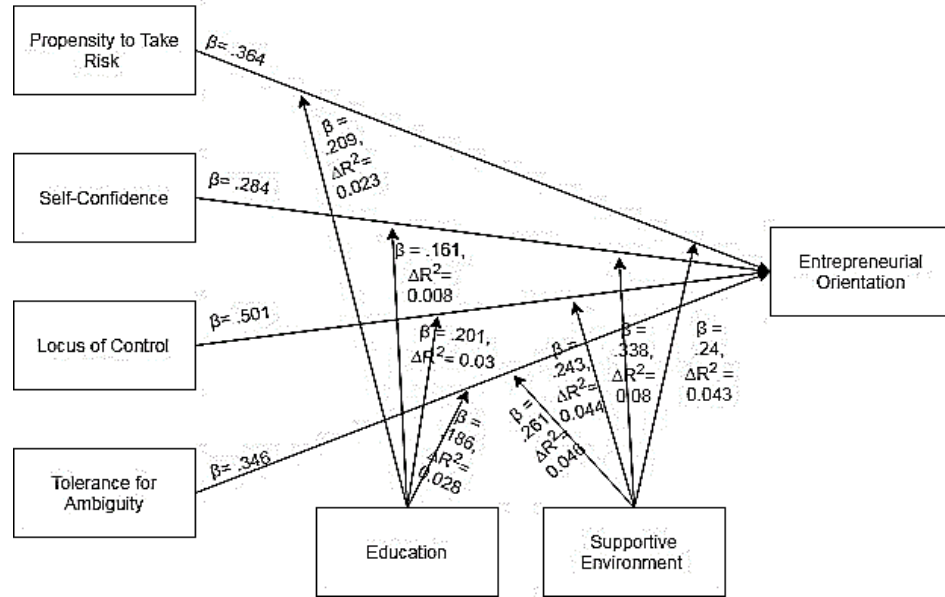 Propensity to Take
Risk
β= .364
β =
.209,
ΔR²=
0.023
Self-Confidence
β= .284
β = .161,
ΔR²=
0.008
Entrepreneurial
Orientation
Locus of Control
β= .501
β = .201,
ΔR²= 0.03
β =
.243,
ΔR²=
0.044
β =
.338,
ΔR²=
0.08
β =
.24,
ΔR² =
0.043
Tolerance for
Ambiguity
β= .346
β =
.186,
ΔR²=
0.028
β =
.261,
ΔR²=
0.046
Education
Supportive
Environment